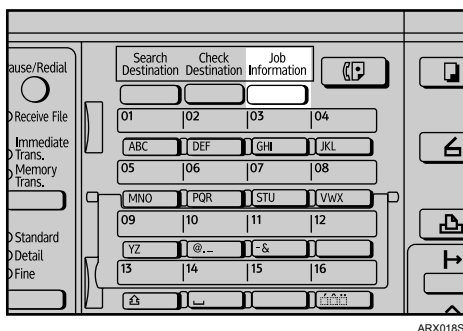 Search Destination
Check Destination
Job Information
ause/Redial
Receive File
Immediate Trans.
Memory Trans.
Standard
Detail
Fine
01 02 03 04
ABC DEF GHI JKL
05 06 07 08
MNO PQR STU VWX
09 10 11 12
YZ @._ -&
13 14 15 16
ARX018S